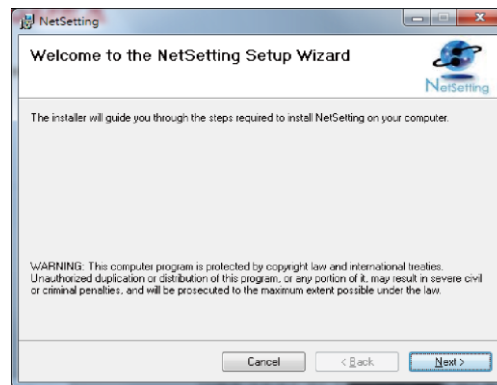 NetSetting
Welcome to the NetSetting Setup Wizard
NetSetting
The installer will guide you through the steps required to install NetSetting on your computer.
WARNING: This computer program is protected by copyright law and international treaties.
Unauthorized duplication or distribution of this program, or any portion of it, may result in severe civil
or criminal penalties, and will be prosecuted to the maximum extent possible under the law.
Cancel
< Back
Next >